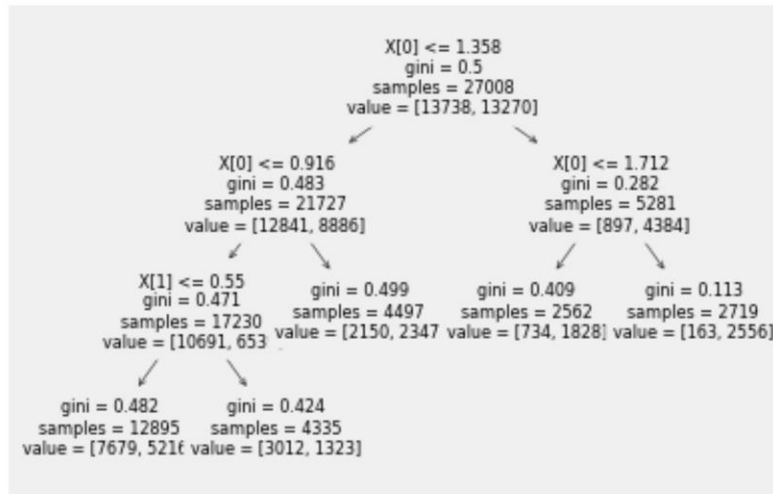 X[0] <= 1.358
gini = 0.5
samples = 27008
value = [13738, 13270]
X[0] <= 0.916
gini = 0.483
samples = 21727
value = [12841, 8886]
X[0] <= 1.712
gini = 0.282
samples = 5281
value = [897, 4384]
X[1] <= 0.55
gini = 0.471
samples = 17230
value = [10691, 653
gini = 0.499
samples = 4497
value = [2150, 2347
gini = 0.409
samples = 2562
value = [734, 1828]
gini = 0.113
samples = 2719
value = [163, 2556]
gini = 0.482
samples = 12895
value = [7679, 521
gini = 0.424
samples = 4335
value = [3012, 1323]